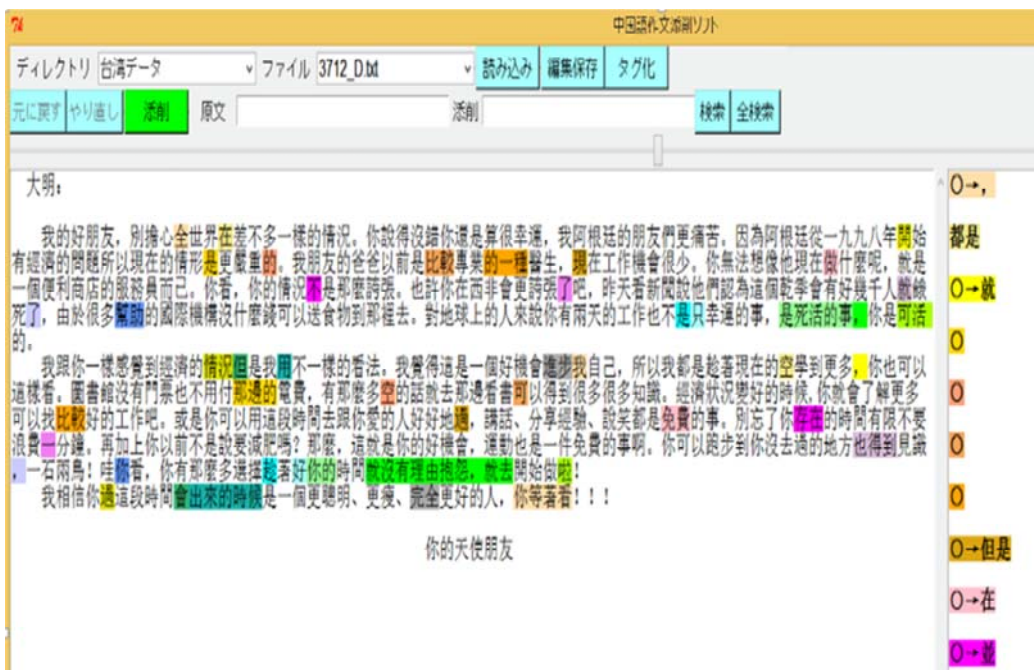 中国語作文添削ソフト
ディレクトリ 台湾データ ファイル 3712_D.txt 読み込み 編集保存 タグ化
元に戻す やり直し 添削 原文 添削 検索 全検索
大明：
我的好朋友，別擔心全世界在差不多一樣的情況。你說得沒錯你還是算很幸運，我阿根廷的朋友們更痛苦。因為阿根廷從一九九八年開始
有經濟的問題所以現在的情形是更嚴重的。我朋友的爸爸以前是比較專業的一種醫生，現在工作機會很少。你無法想像他現在做什麼呢，就是
一個便利商店的服務員而已。你看，你的情況不是那麼誇張。也許你在西非會更誇張了吧，昨天看新聞說他們認為這個乾季會有好幾千人就餓
死了，由於很多幫助的國際機構沒什麼錢可以送食物到那裡去。對地球上的人來說你有兩天的工作也不是只幸運的事，是死活的事，你是可活
的。
我跟你一樣感覺到經濟的情況但是我用不一樣的看法。我覺得這是一個好機會進步我自己，所以我都是趁著現在的空學到更多，你也可以
這樣看。圖書館沒有門票也不用付那邊的電費，有那麼多空的話就去那邊看書可以得到很多很多知識。經濟狀況變好的時候，你就會了解更多
可以找比較好的工作吧。或是你可以用這段時間去跟你愛的人好好地過，講話、分享經驗、說笑都是免費的事。別忘了你存在的時間有限不要
浪費一分鐘。再加上你以前不是說要減肥嗎？那麼，這就是你的好機會，運動也是一件免費的事啊。你可以跑步到你沒去過的地方也得到見識
，一石兩鳥！哇你看，你有那麼多選擇趁著好你的時間就沒有理由抱怨，就去開始做啦！
我相信你過這段時間會出來的時候是一個更聰明、更瘦、完全更好的人，你等著看！！！
你的天使朋友
〇→，
都是
〇→就
〇
〇
〇
〇
〇→但是
〇→在
〇→並